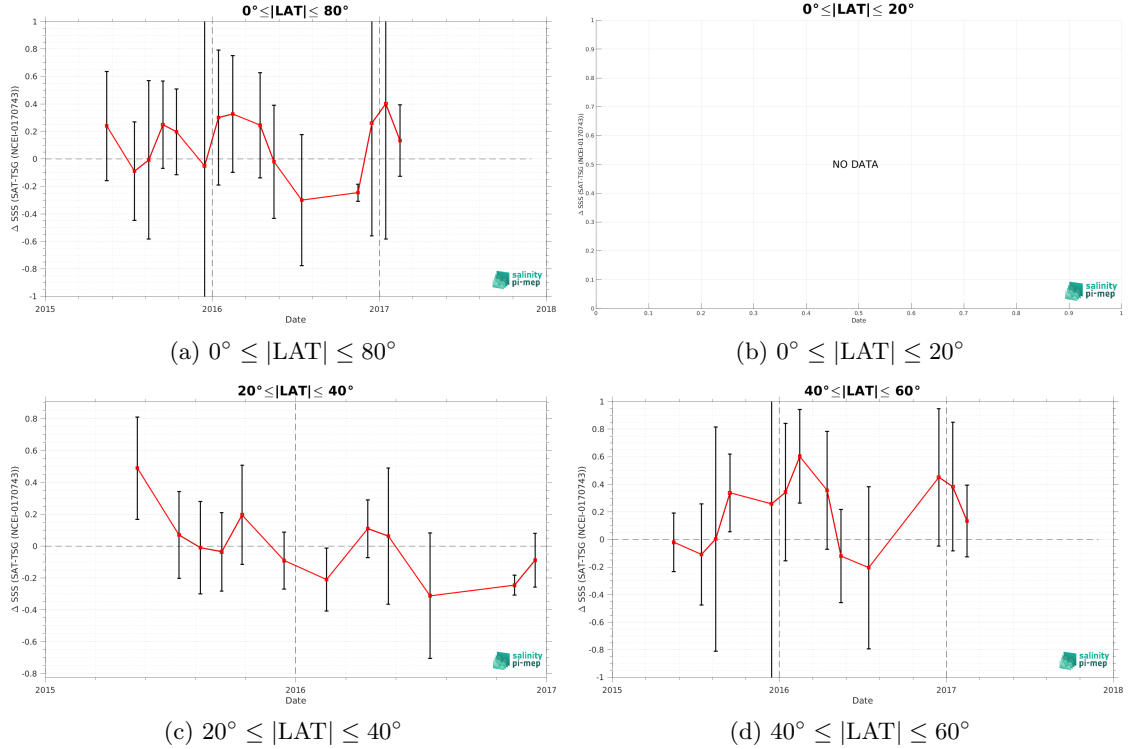 0°≤|LAT|≤ 80°
1
0.8
0.6
0.4
0.2
0
-0.2
-0.4
-0.6
-0.8
-1
Δ SSS (SAT-TSG (NCEI-0170743))
2015
2016
2017
2018
Date
salinity
pi-mep
(a) 0° ≤ |LAT| ≤ 80°
0°≤|LAT|≤ 20°
1
0.9
0.8
0.7
0.6
0.5
0.4
0.3
0.2
0.1
0
Δ SSS (SAT-TSG (NCEI-0170743))
NO DATA
0
0.1
0.2
0.3
0.4
0.5
0.6
0.7
0.8
0.9
1
Date
salinity
pi-mep
(b) 0° ≤ |LAT| ≤ 20°
20°≤|LAT|≤ 40°
0.8
0.6
0.4
0.2
0
-0.2
-0.4
-0.6
-0.8
Δ SSS (SAT-TSG (NCEI-0170743))
2015
2016
2017
Date
salinity
pi-mep
(c) 20° ≤ |LAT| ≤ 40°
40°≤|LAT|≤ 60°
1
0.8
0.6
0.4
0.2
0
-0.2
-0.4
-0.6
-0.8
-1
Δ SSS (SAT-TSG (NCEI-0170743))
2015
2016
2017
2018
Date
salinity
pi-mep
(d) 40° ≤ |LAT| ≤ 60°